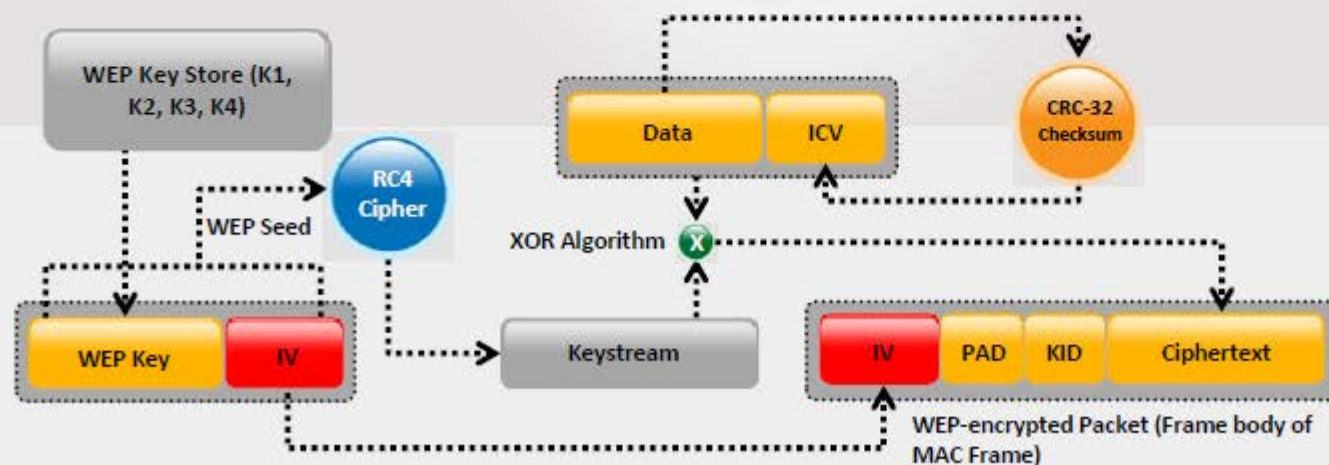 WEP Key Store (K1,
K2, K3, K4)
RC4
Cipher
WEP Seed
WEP Key
IV
Data
ICV
CRC-32
Checksum
XOR Algorithm
X
Keystream
IV
PAD
KID
Ciphertext
WEP-encrypted Packet (Frame body of
MAC Frame)